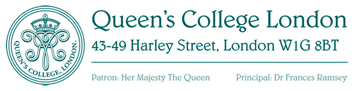 Queen's College London
43-49 Harley Street, London W1G 8BT
Patron: Her Majesty The Queen Principal: Dr Frances Ramsey
QUEEN'S COLLEGE, LONDON.